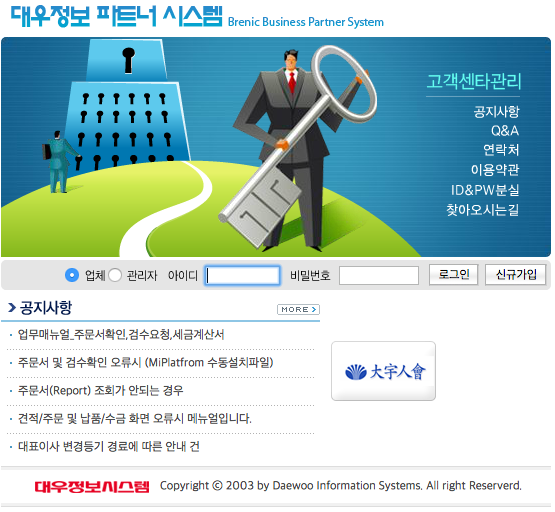 대우정보 파트너 시스템 Brenic Business Partner System
고객센타관리
공지사항
Q&A
연락처
이용약관
ID&PW분실
찾아오시는길
업체 관리자 아이디 비밀번호 로그인 신규가입
공지사항 MORE
· 업무매뉴얼_주문서확인,검수요청,세금계산서
· 주문서 및 검수확인 오류시 (MiPlatfrom 수동설치파일)
· 주문서(Report) 조회가 안되는 경우
· 견적/주문 및 납품/수금 화면 오류시 메뉴얼입니다.
· 대표이사 변경등기 경료에 따른 안내 건
大宇人會
대우정보시스템 Copyright ⓒ 2003 by Daewoo Information Systems. All right Reserverd.